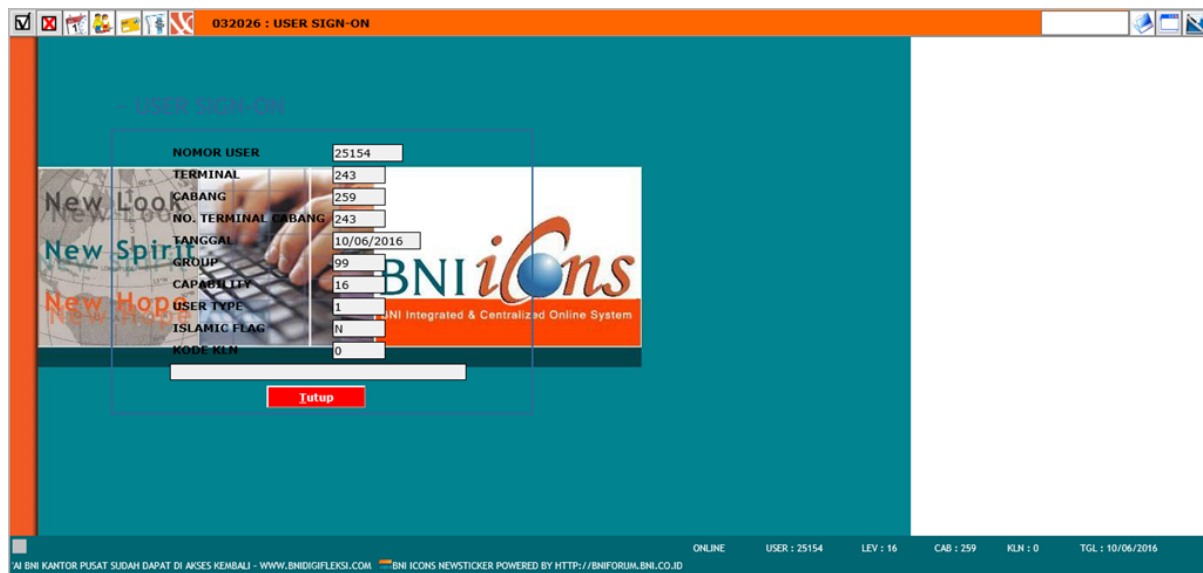 032026 : USER SIGN-ON
- USER SIGN-ON
NOMOR USER 25154
TERMINAL 243
CABANG 259
NO. TERMINAL CABANG 243
TANGGAL 10/06/2016
GROUP 99
CAPABILITY 16
USER TYPE 1
ISLAMIC FLAG N
KODE KLN 0
Tutup
New Look
New Spirit
New Hope
BNI icons
BNI Integrated & Centralized Online System
ONLINE USER : 25154 LEV : 16 CAB : 259 KLN : 0 TGL : 10/06/2016
'AI BNI KANTOR PUSAT SUDAH DAPAT DI AKSES KEMBALI - WWW.BNIDIGIFLEKSI.COM BNI ICONS NEWSTICKER POWERED BY HTTP://BNIFORUM.BNI.CO.ID